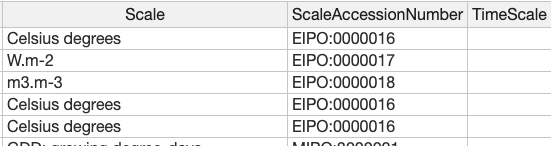 Scale ScaleAccessionNumber TimeScale
Celsius degrees EIPO:0000016
W.m-2 EIPO:0000017
m3.m-3 EIPO:0000018
Celsius degrees EIPO:0000016
Celsius degrees EIPO:0000016